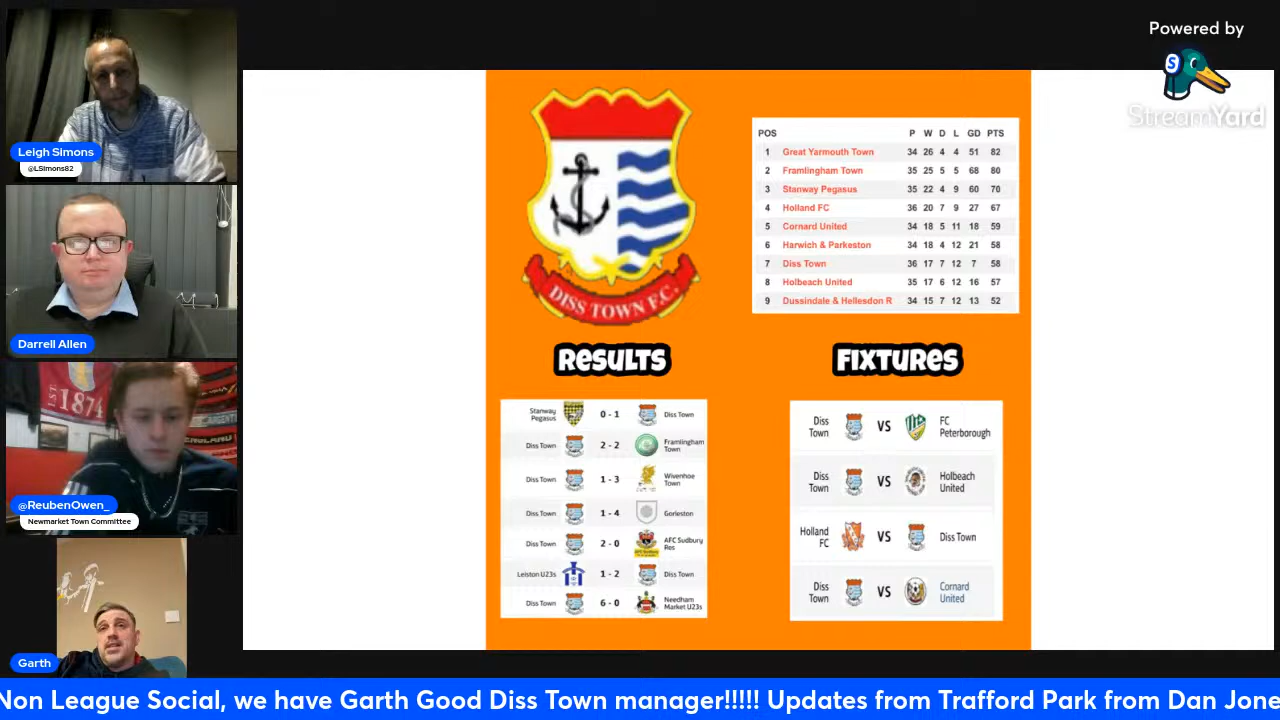 Powered by
StreamYard
Leigh Simons
@LSimons82
Darrell Allen
EST. 1874
ENGLAND
@ReubenOwen_
Newmarket Town Committee
Garth
DISS TOWN F.C.
POS P W D L GD PTS
1 Great Yarmouth Town 34 26 4 4 51 82
2 Framlingham Town 35 25 5 5 68 80
3 Stanway Pegasus 35 22 4 9 60 70
4 Holland FC 36 20 7 9 27 67
5 Cornard United 34 18 5 11 18 59
6 Harwich & Parkeston 34 18 4 12 21 58
7 Diss Town 36 17 7 12 7 58
8 Holbeach United 35 17 6 12 16 57
9 Dussindale & Hellesdon R 34 15 7 12 13 52
Results
Stanway Pegasus 0 - 1 Diss Town
Diss Town 2 - 2 Framlingham Town
Diss Town 1 - 3 Wivenhoe Town
Diss Town 1 - 4 Gorleston
Diss Town 2 - 0 AFC Sudbury Res
Leiston U23s 1 - 2 Diss Town
Diss Town 6 - 0 Needham Market U23s
Fixtures
Diss Town VS FC Peterborough
Diss Town VS Holbeach United
Holland FC VS Diss Town
Diss Town VS Cornard United
Non League Social, we have Garth Good Diss Town manager!!!!! Updates from Trafford Park from Dan Jone